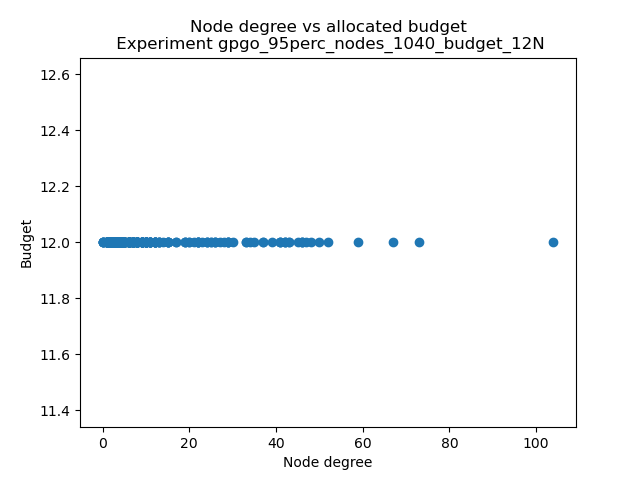 Node degree vs allocated budget
Experiment gpgo_95perc_nodes_1040_budget_12N
12.6
12.4
12.2
12.0
11.8
11.6
11.4
Budget
0 20 40 60 80 100
Node degree